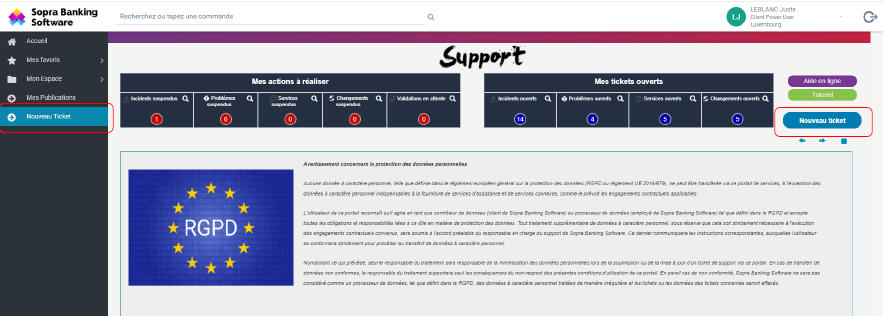 Sopra Banking
Software
Recherchez ou tapez une commande
LJ
LEBLANC Juste
Client Power User
Luxembourg
Accueil
Mes favoris
Mon Espace
Mes Publications
Nouveau Ticket
Support
Mes actions à réaliser
Mes tickets ouverts
Incidents suspendus
Problèmes suspendus
Services suspendus
Changements suspendus
Validations en attente
Incidents ouverts
Problèmes ouverts
Services ouverts
Changements ouverts
1
0
0
0
0
14
4
5
5
Aide en ligne
Tutoriel
Nouveau ticket
RGPD
Avertissement concernant la protection des données personnelles
Aucune donnée à caractère personnel, telle que définie dans le règlement européen général sur la protection des données (RGPD ou règlement UE 2016/679), ne peut être transférée via ce portail de services, à l'exception des
données à caractère personnel indispensables à la fourniture de services d'assistance et de services connexes, comme le prévoit les engagements contractuels applicables.
L'utilisateur de ce portail reconnaît qu'il agira en tant que contrôleur de données (client de Sopra Banking Software) ou processeur de données (employé de Sopra Banking Software) tel que défini dans le RGPD et accepte
toutes les obligations et responsabilités liées à ce rôle en matière de protection des données. Tout traitement supplémentaire de données à caractère personnel, sous réserve que cela soit strictement nécessaire à l'exécution
des engagements contractuels convenus, sera soumis à l'accord préalable du responsable en charge du support de Sopra Banking Software. Ce dernier communiquera les instructions correspondantes, auxquelles l'utilisateur
se conformera strictement pour procéder au transfert de données à caractère personnel.
Nonobstant ce qui précède, seul le responsable du traitement sera responsable de la minimisation des données personnelles lors de la soumission ou de la mise à jour d'un ticket de support via ce portail. En cas de transfert de
données non conformes, le responsable du traitement supportera seul les conséquences du non-respect des présentes conditions d'utilisation de ce portail. En pareil cas de non-conformité, Sopra Banking Software ne sera pas
considéré comme un processeur de données, tel que défini dans le RGPD, des données à caractère personnel traitées de manière irrégulière et les tickets ou les données des tickets concernés seront effacés.